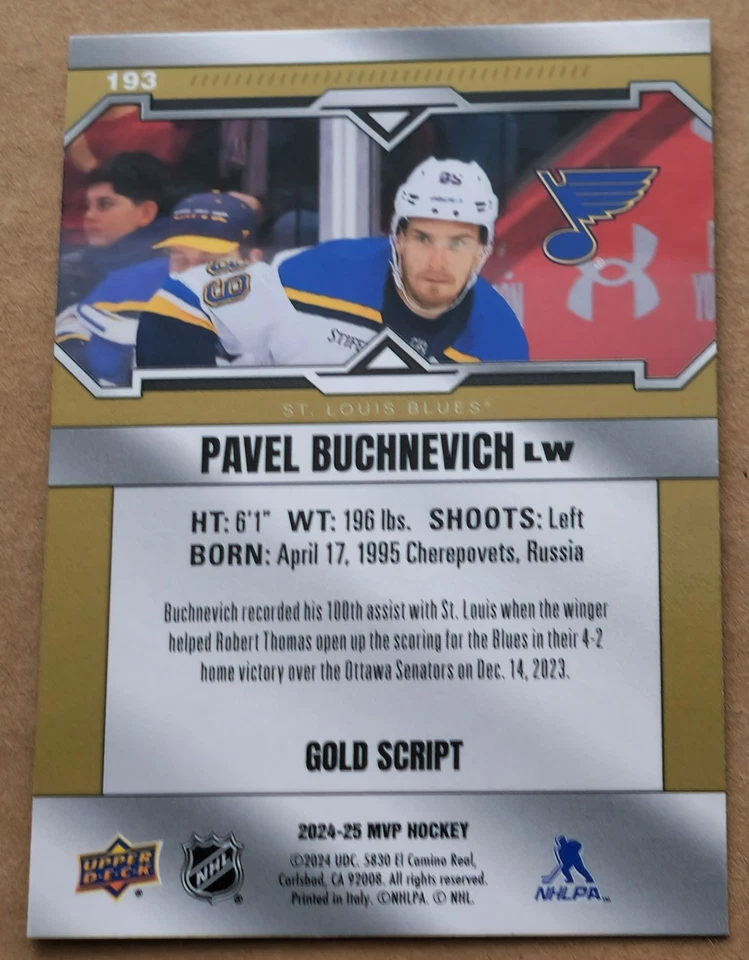 193
89
STIFEL
ST. LOUIS BLUES®
PAVEL BUCHNEVICH LW
HT: 6'1" WT: 196 lbs. SHOOTS: Left
BORN: April 17, 1995 Cherepovets, Russia
Buchnevich recorded his 100th assist with St. Louis when the winger
helped Robert Thomas open up the scoring for the Blues in their 4-2
home victory over the Ottawa Senators on Dec. 14, 2023.
GOLD SCRIPT
2024-25 MVP HOCKEY
©2024 UDC. 5830 El Camino Real,
Carlsbad, CA 92008. All rights reserved.
Printed in Italy. ©NHLPA. © NHL.
UPPER DECK®
NHL®
NHLPA™